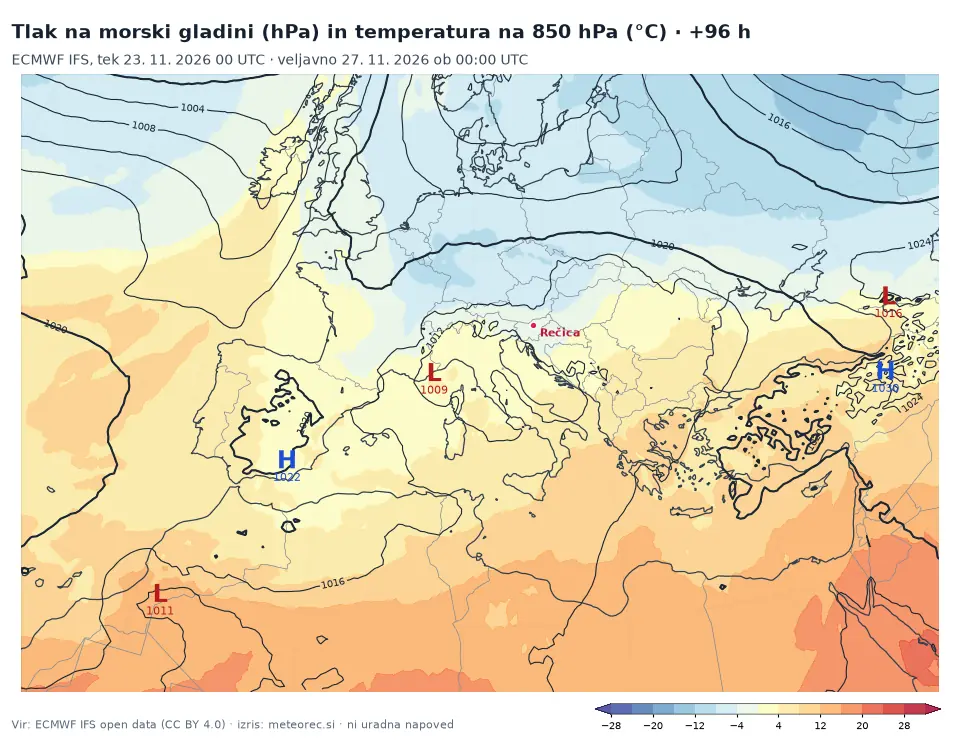 Tlak na morski gladini (hPa) in temperatura na 850 hPa (°C) · +96 h
ECMWF IFS, tek 23. 11. 2026 00 UTC · veljavno 27. 11. 2026 ob 00:00 UTC
1004
1008
1016
1020
1024
L
1016
1020
Rečica
1012
L
1009
H
1030
1024
1020
H
1022
1016
L
1011
Vir: ECMWF IFS open data (CC BY 4.0) · izris: meteorec.si · ni uradna napoved
−28 −20 −12 −4 4 12 20 28